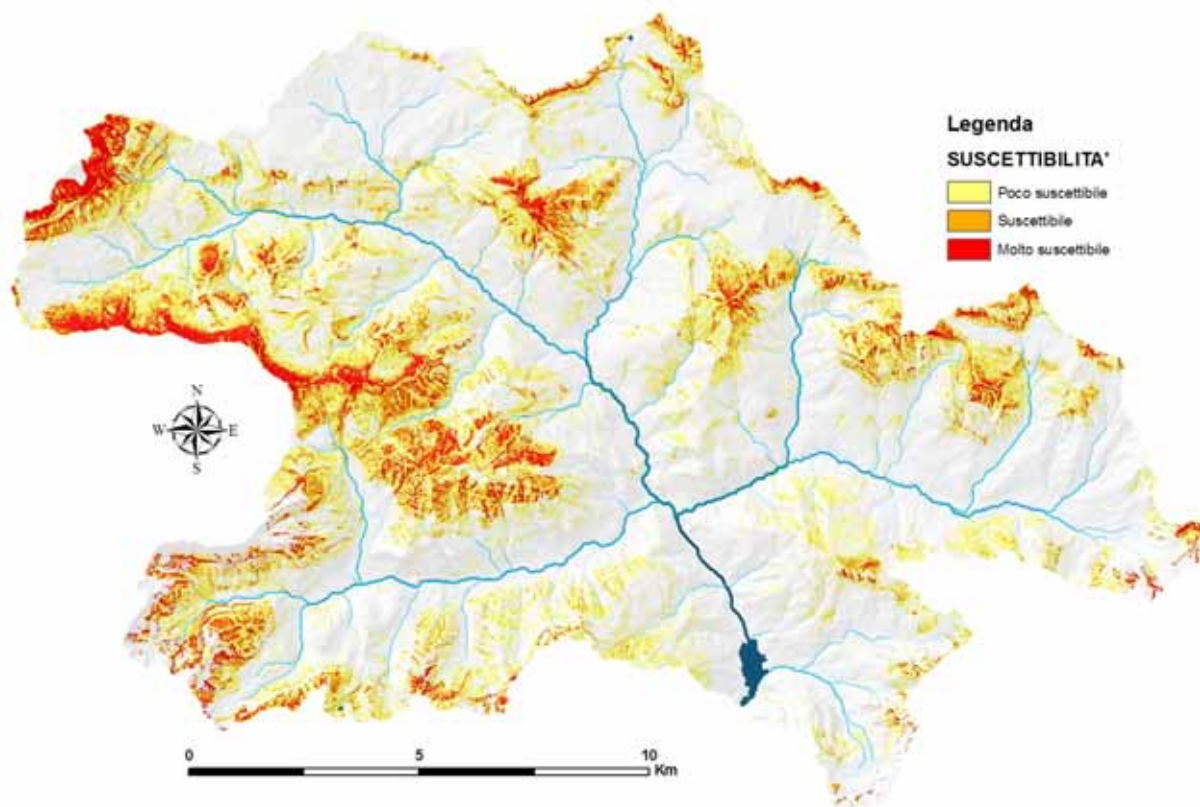 Legenda
SUSCETTIBILITA'
Poco suscettibile
Suscettibile
Molto suscettibile
N
W E
S
0 5 10
Km